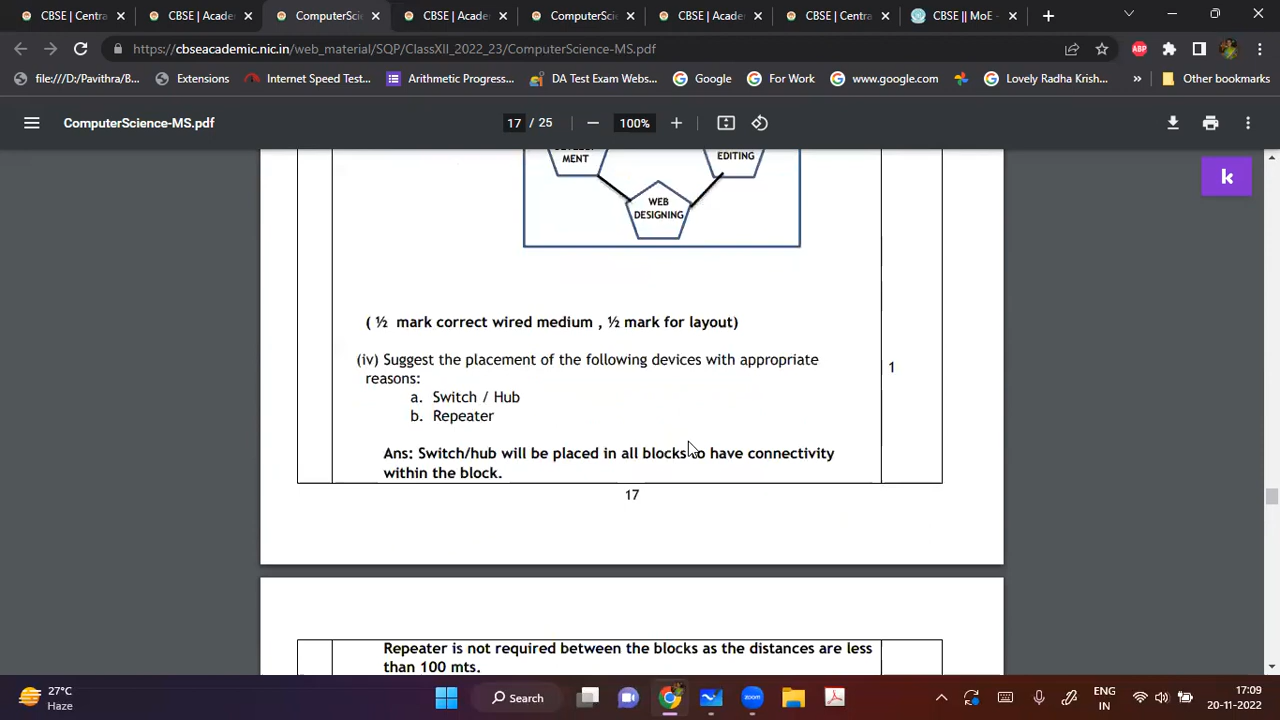 CBSE | Centra
CBSE | Acader
ComputerScie
CBSE | Acade
ComputerScie
CBSE | Acade
CBSE | Centra
CBSE || MoE -
https://cbseacademic.nic.in/web_material/SQP/ClassXII_2022_23/ComputerScience-MS.pdf
ABP
file:///D:/Pavithra/B...
Extensions
Internet Speed Test...
Arithmetic Progress...
DA Test Exam Webs...
Google
For Work
www.google.com
Lovely Radha Krish...
»
Other bookmarks
ComputerScience-MS.pdf
17 / 25
100%
k
MENT
EDITING
WEB
DESIGNING
( ½ mark correct wired medium , ½ mark for layout)
(iv) Suggest the placement of the following devices with appropriate
reasons:
1
a. Switch / Hub
b. Repeater
Ans: Switch/hub will be placed in all blocks to have connectivity
within the block.
17
Repeater is not required between the blocks as the distances are less
than 100 mts.
27°C
Haze
Search
zoom
ENG
IN
17:09
20-11-2022